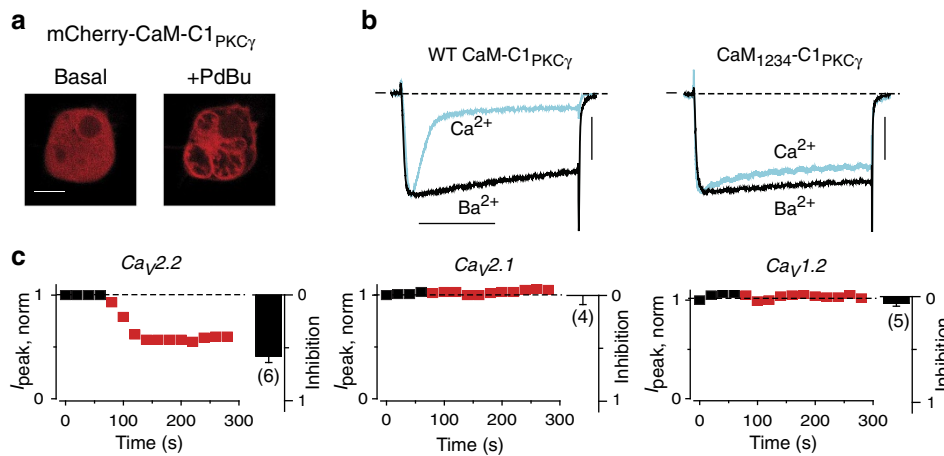 a
mCherry-CaM-C1PKCγ
Basal
+PdBu
b
WT CaM-C1PKCγ
Ca2+
Ba2+
CaM1234-C1PKCγ
Ca2+
Ba2+
c
CaV2.2
Ipeak, norm
1
0
0
1
Inhibition
(6)
0 100 200 300
Time (s)
CaV2.1
Ipeak, norm
1
0
0
1
Inhibition
(4)
0 100 200 300
Time (s)
CaV1.2
Ipeak, norm
1
0
0
1
Inhibition
(5)
0 100 200 300
Time (s)